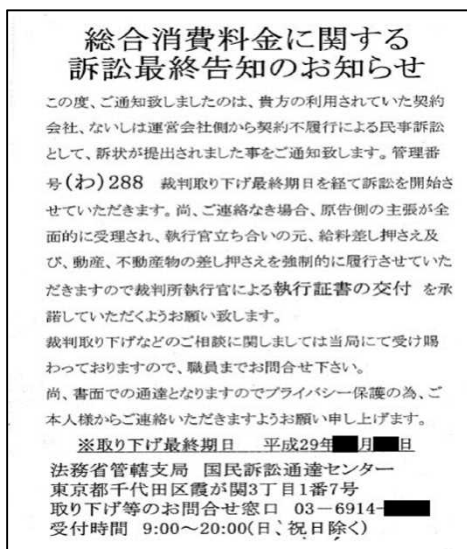 総合消費料金に関する
訴訟最終告知のお知らせ
この度、ご通知致しましたのは、貴方の利用されていた契約
会社、ないしは運営会社側から契約不履行による民事訴訟
として、訴状が提出されました事をご通知致します。管理番
号(わ)288 裁判取り下げ最終期日を経て訴訟を開始さ
せていただきます。尚、ご連絡なき場合、原告側の主張が全
面的に受理され、執行官立ち合いの元、給料差し押さえ及
び、動産、不動産物の差し押さえを強制的に履行させていた
だきますので裁判所執行官による執行証書の交付 を承
諾していただくようお願い致します。
裁判取り下げなどのご相談に関しましては当局にて受け賜
わっておりますので、職員までお問合せ下さい。
尚、書面での通達となりますのでプライバシー保護の為、ご
本人様からご連絡いただきますようお願い申し上げます。
※取り下げ最終期日 平成29年 月 日
法務省管轄支局 国民訴訟通達センター
東京都千代田区霞が関3丁目1番7号
取り下げ等のお問合せ窓口 03-6914-
受付時間 9:00~20:00(日、祝日除く)